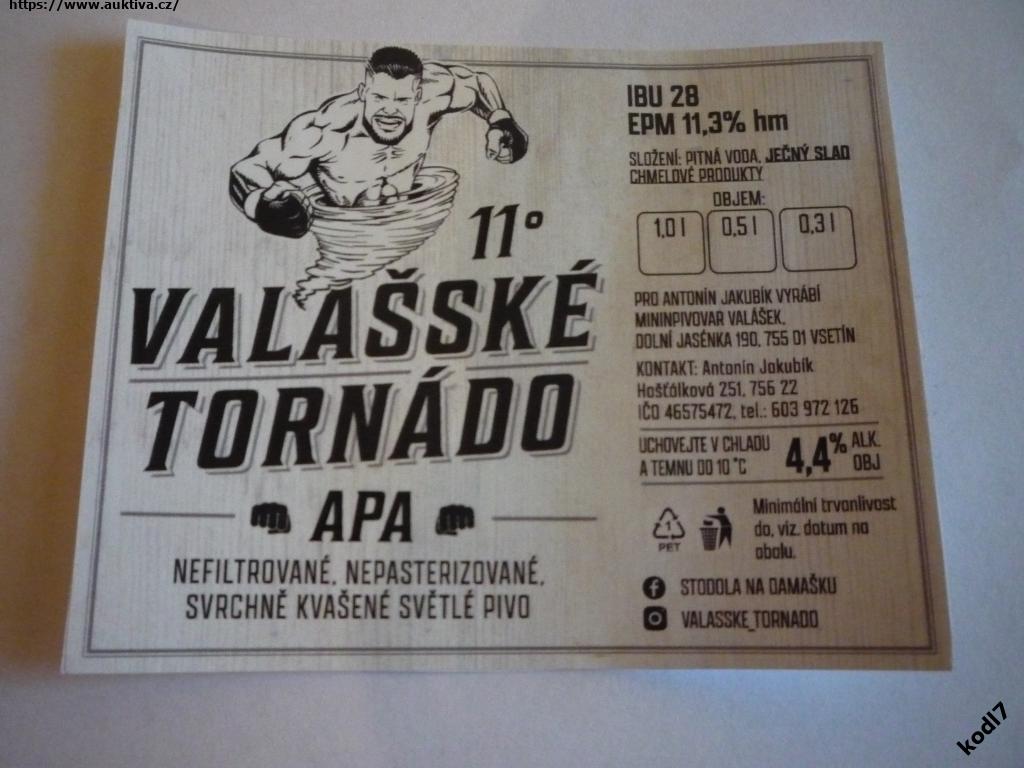 https://www.auktiva.cz/
11°
VALAŠSKÉ
TORNÁDO
APA
NEFILTROVANÉ, NEPASTERIZOVANÉ,
SVRCHNĚ KVAŠENÉ SVĚTLÉ PIVO
IBU 28
EPM 11,3% hm
SLOŽENÍ: PITNÁ VODA, JEČNÝ SLAD
CHMELOVÉ PRODUKTY
OBJEM:
1,0 l 0,5 l 0,3 l
PRO ANTONÍN JAKUBÍK VYRÁBÍ
MININPIVOVAR VALÁŠEK,
DOLNÍ JASÉNKA 190, 755 01 VSETÍN
KONTAKT: Antonín Jakubík
Hošťálková 251, 756 22
IČO 46575472, tel.: 603 972 126
UCHOVEJTE V CHLADU
A TEMNU DO 10 °C
4,4% ALK.
OBJ
1
PET
Minimální trvanlivost
do, viz. datum na
obalu.
STODOLA NA DAMAŠKU
VALASSKE_TORNADO
kodl7